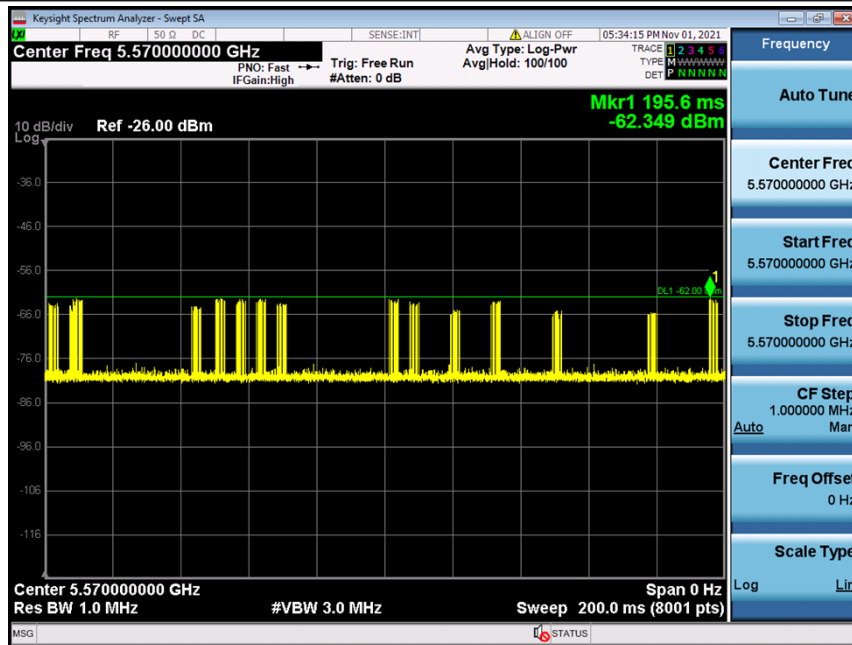 Keysight Spectrum Analyzer - Swept SA
LXI RF 50 Ω DC SENSE:INT ALIGN OFF 05:34:15 PM Nov 01, 2021
Center Freq 5.570000000 GHz
PNO: Fast
IFGain:High
Trig: Free Run
#Atten: 0 dB
Avg Type: Log-Pwr
Avg|Hold: 100/100
TRACE 1 2 3 4 5 6
TYPE M WWWWW
DET P N N N N N
Mkr1 195.6 ms
-62.349 dBm
10 dB/div Ref -26.00 dBm
Log
-36.0
-46.0
-56.0
1
DL1 -62.00
-66.0
-76.0
-86.0
-96.0
-106
-116
Center 5.570000000 GHz Span 0 Hz
Res BW 1.0 MHz #VBW 3.0 MHz Sweep 200.0 ms (8001 pts)
MSG STATUS
Frequency
Auto Tune
Center Freq
5.570000000 GHz
Start Freq
5.570000000 GHz
Stop Freq
5.570000000 GHz
CF Step
1.000000 MHz
Auto Man
Freq Offset
0 Hz
Scale Type
Log Lin